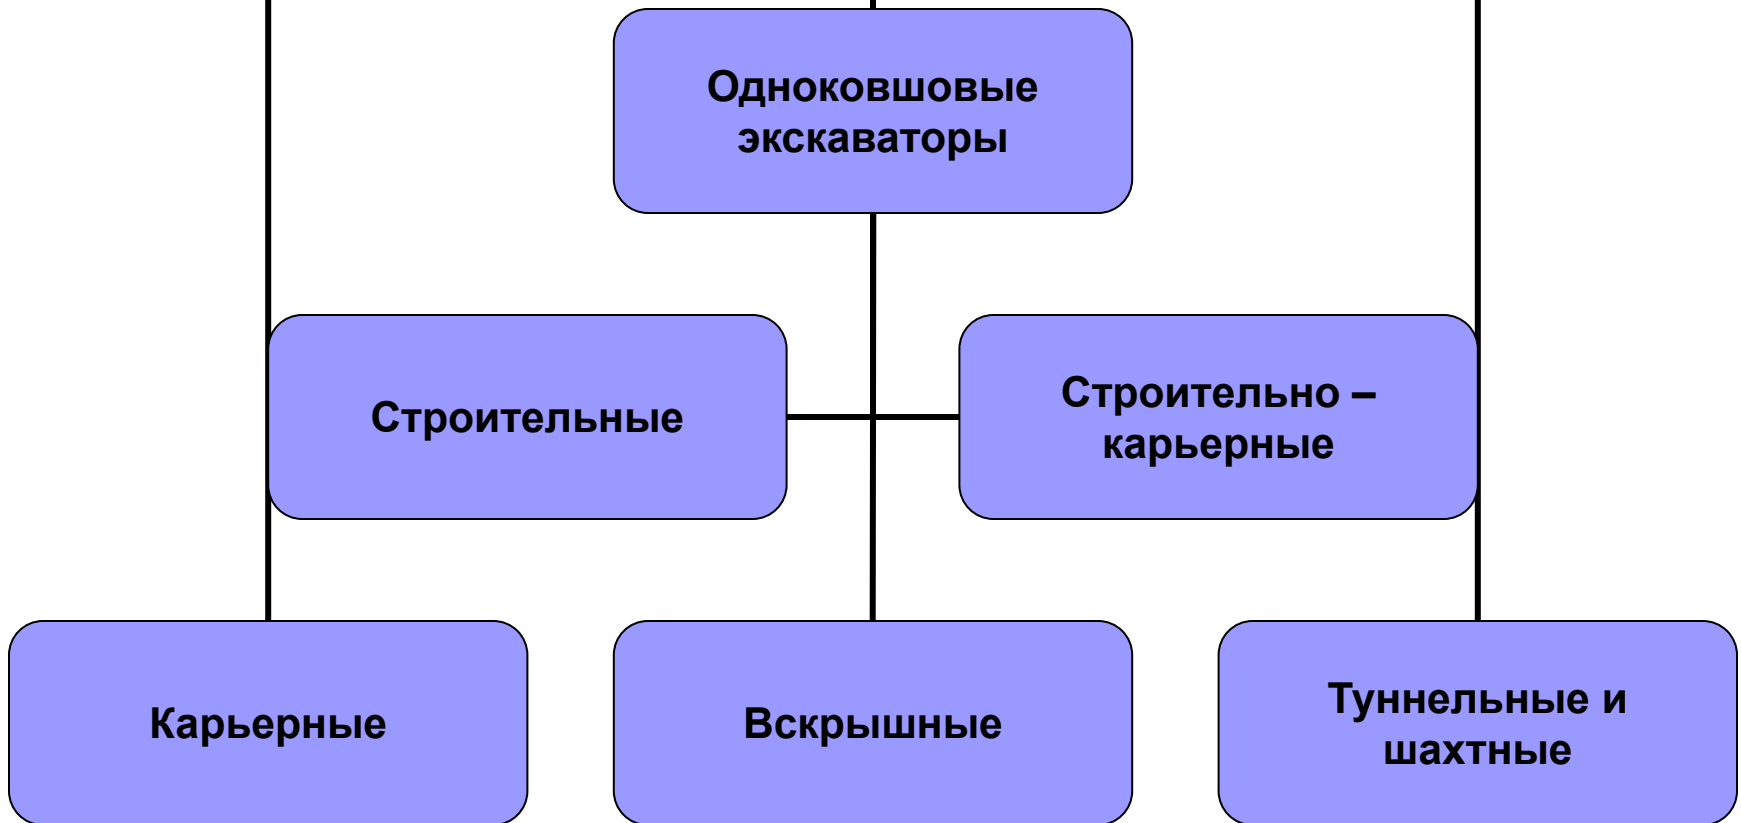 Одноковшовые
экскаваторы
Строительные
Строительно –
карьерные
Карьерные
Вскрышные
Туннельные и
шахтные